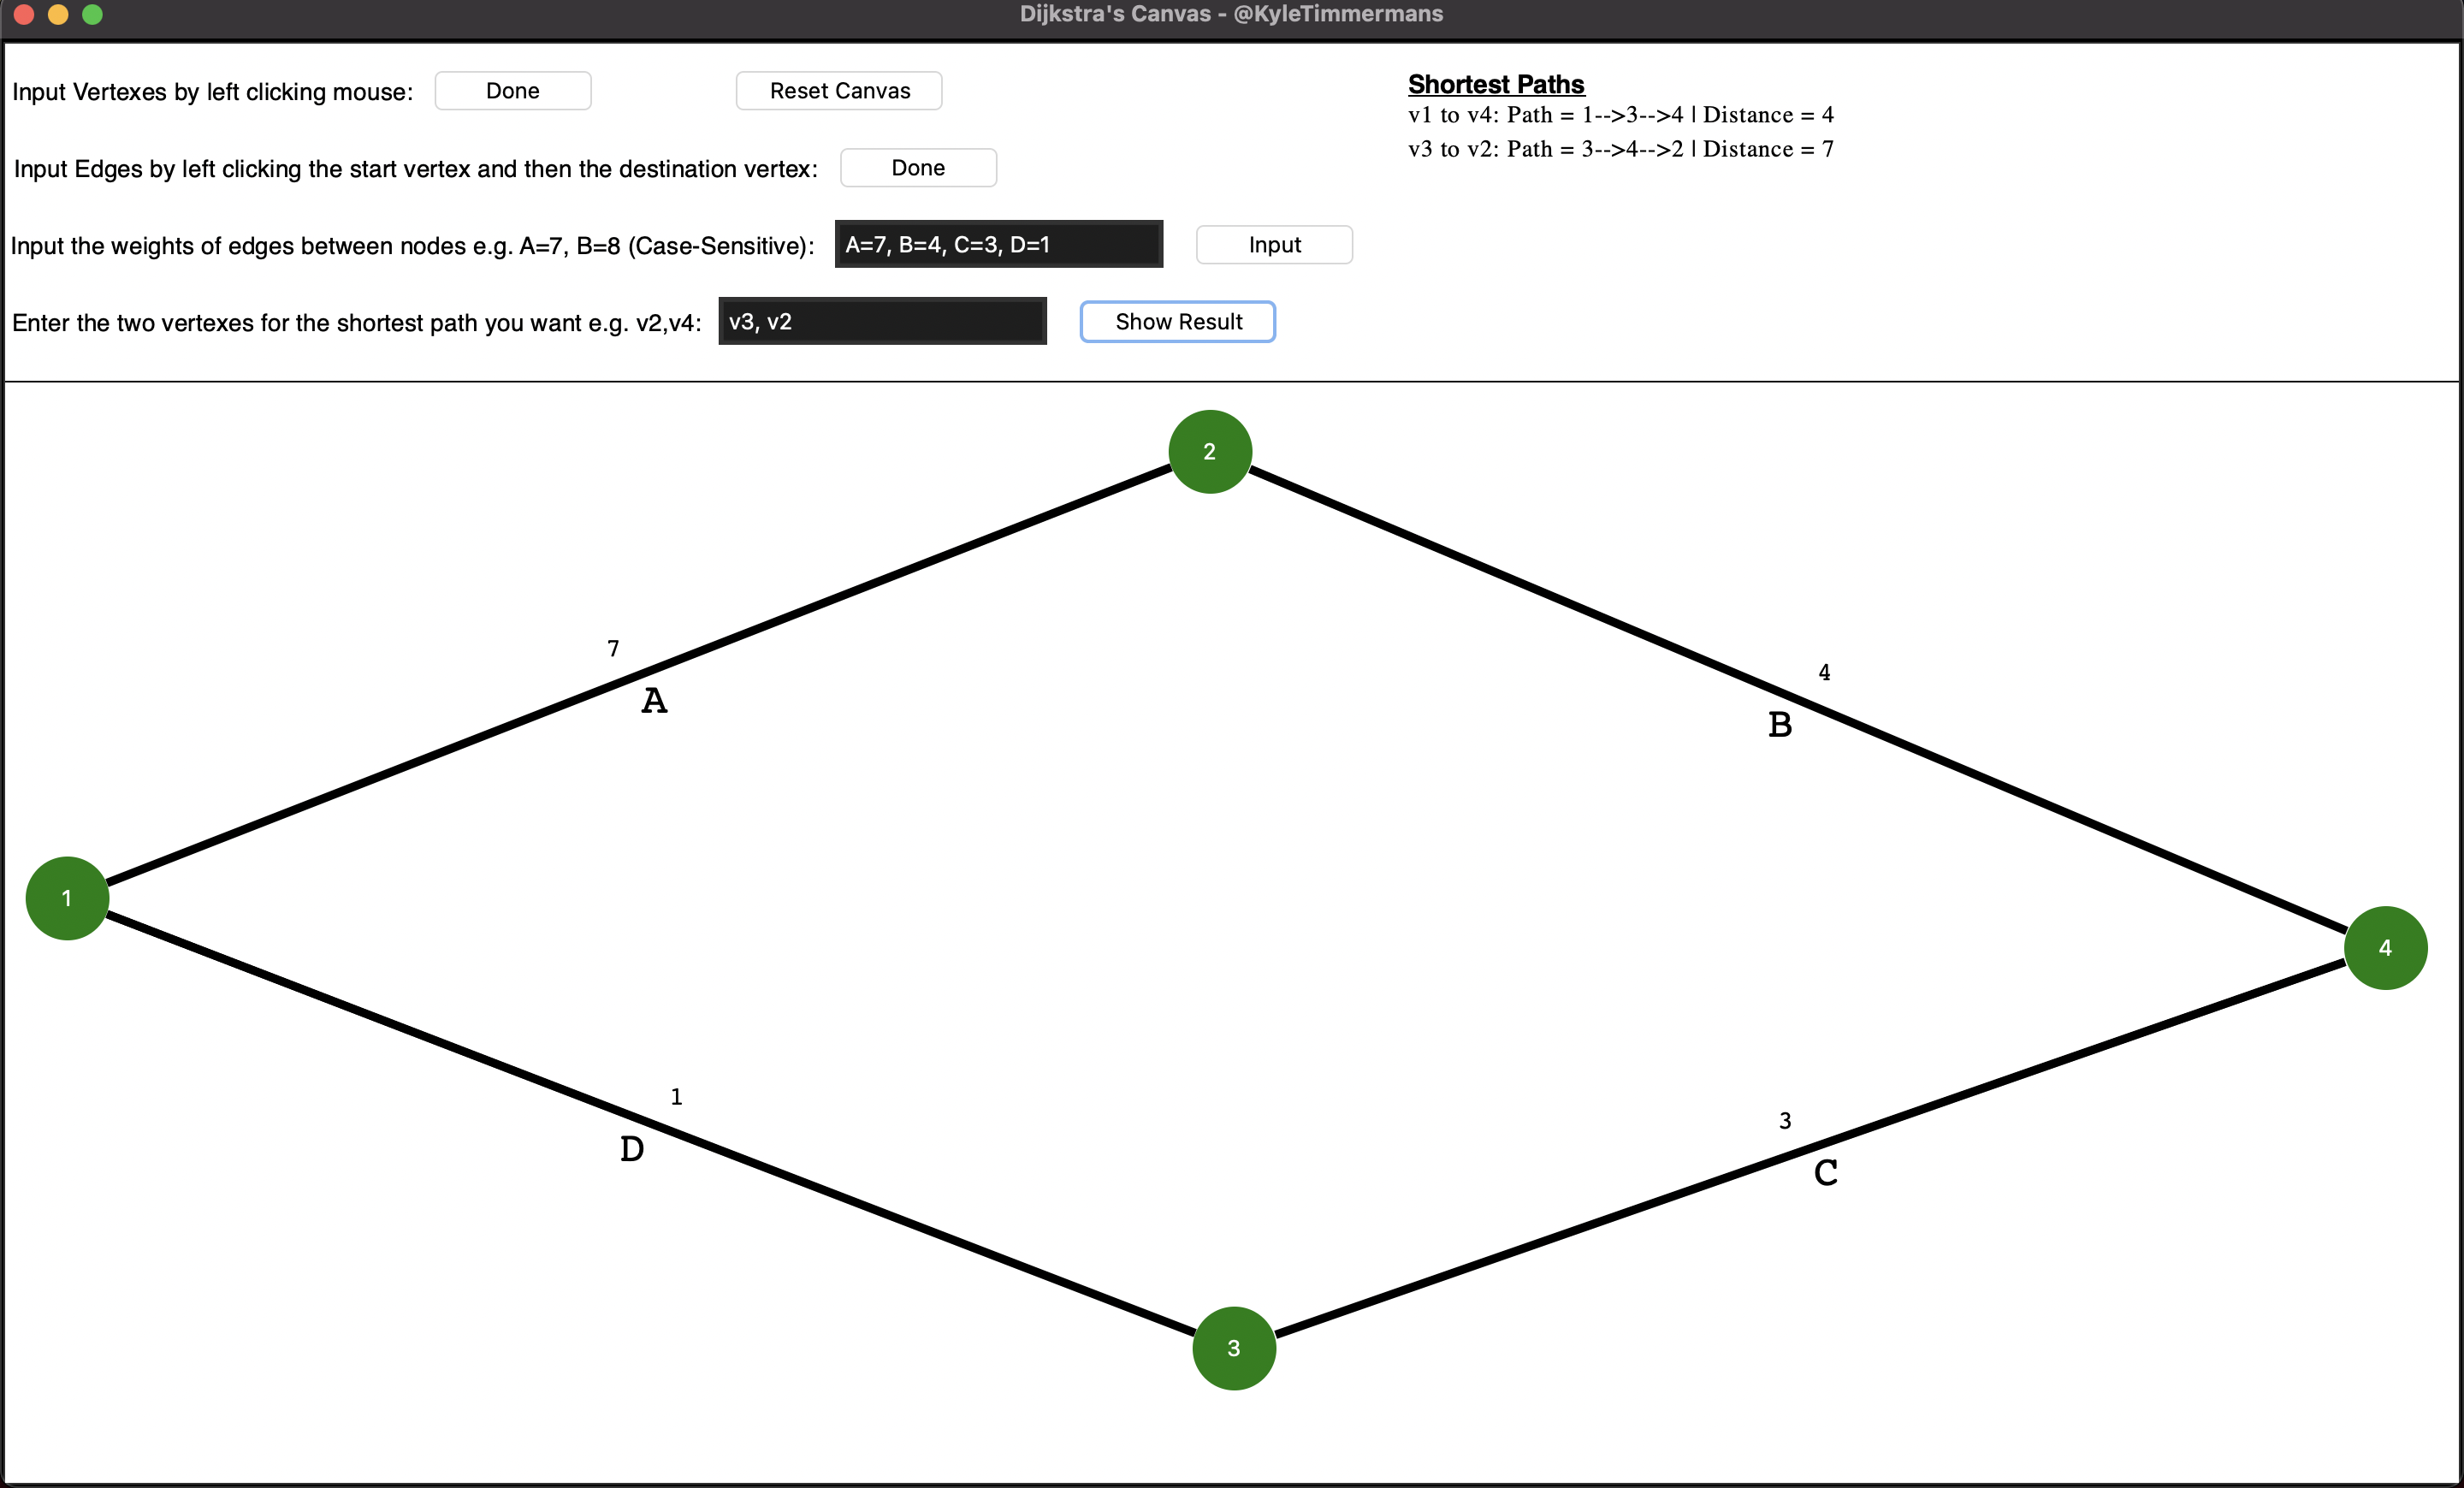 Dijkstra's Canvas - @KyleTimmermans
Input Vertexes by left clicking mouse: Done Reset Canvas
Input Edges by left clicking the start vertex and then the destination vertex: Done
Input the weights of edges between nodes e.g. A=7, B=8 (Case-Sensitive): A=7, B=4, C=3, D=1 Input
Enter the two vertexes for the shortest path you want e.g. v2,v4: v3, v2 Show Result
Shortest Paths
v1 to v4: Path = 1-->3-->4 | Distance = 4
v3 to v2: Path = 3-->4-->2 | Distance = 7
2
7
A
4
B
1
4
1
D
3
C
3